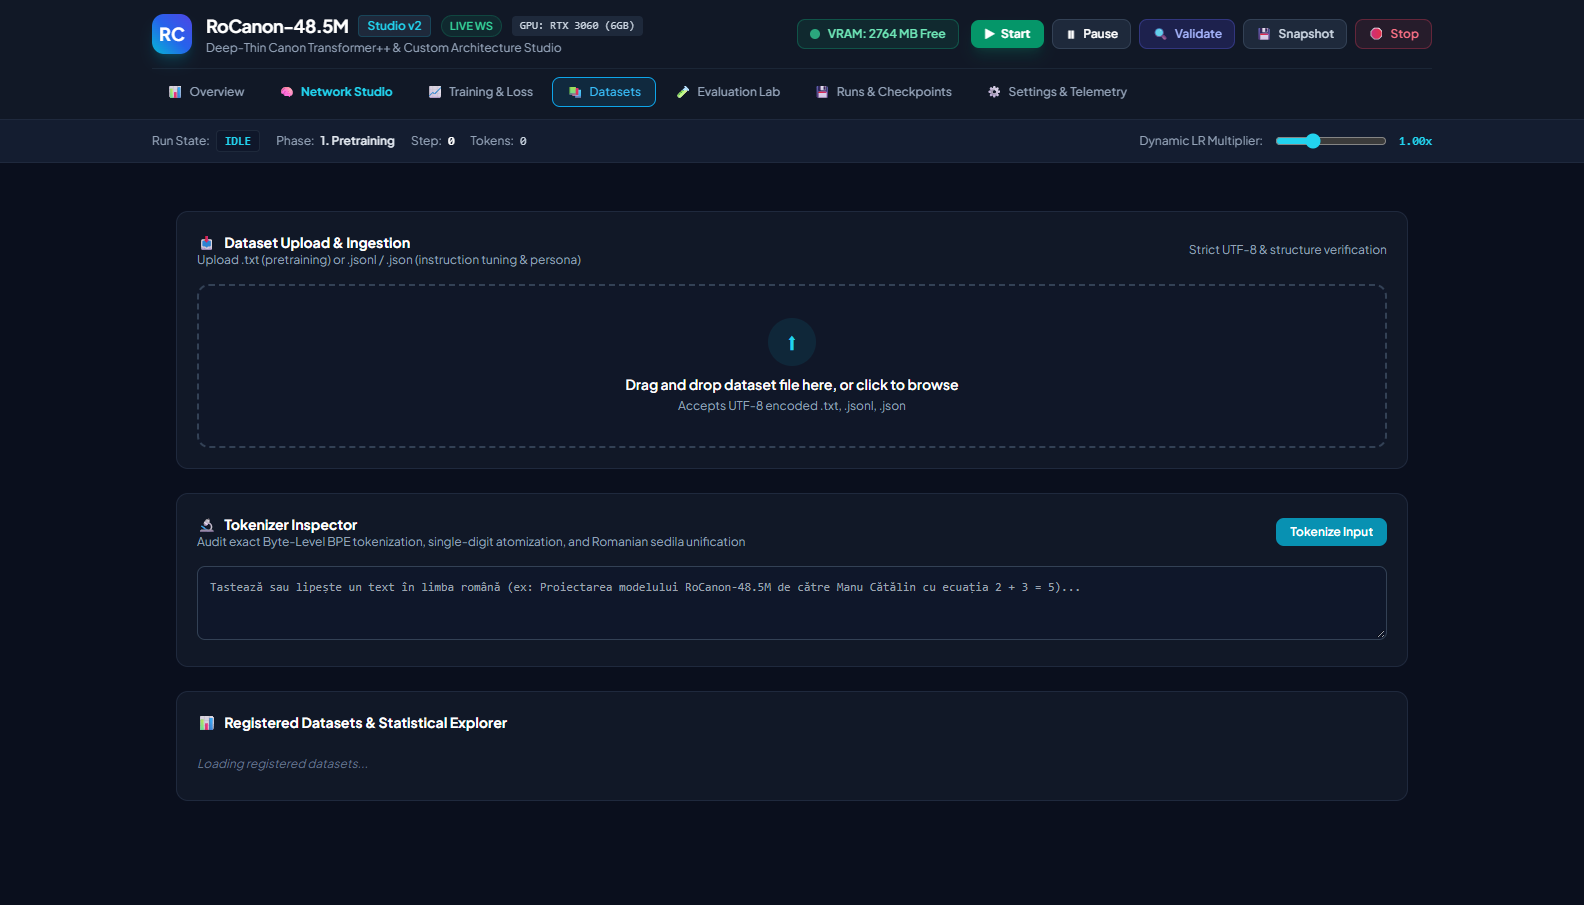 RC
RoCanon-48.5M Studio v2 LIVE WS GPU: RTX 3060 (6GB)
Deep-Thin Canon Transformer++ & Custom Architecture Studio
VRAM: 2764 MB Free Start Pause Validate Snapshot Stop
Overview Network Studio Training & Loss Datasets Evaluation Lab Runs & Checkpoints Settings & Telemetry
Run State: IDLE Phase: 1. Pretraining Step: 0 Tokens: 0 Dynamic LR Multiplier: 1.00x
Dataset Upload & Ingestion
Upload .txt (pretraining) or .jsonl / .json (instruction tuning & persona)
Strict UTF-8 & structure verification
Drag and drop dataset file here, or click to browse
Accepts UTF-8 encoded .txt, .jsonl, .json
Tokenizer Inspector
Audit exact Byte-Level BPE tokenization, single-digit atomization, and Romanian sedila unification
Tokenize Input
Tastează sau lipește un text în limba română (ex: Proiectarea modelului RoCanon-48.5M de către Manu Cătălin cu ecuația 2 + 3 = 5)...
Registered Datasets & Statistical Explorer
Loading registered datasets...